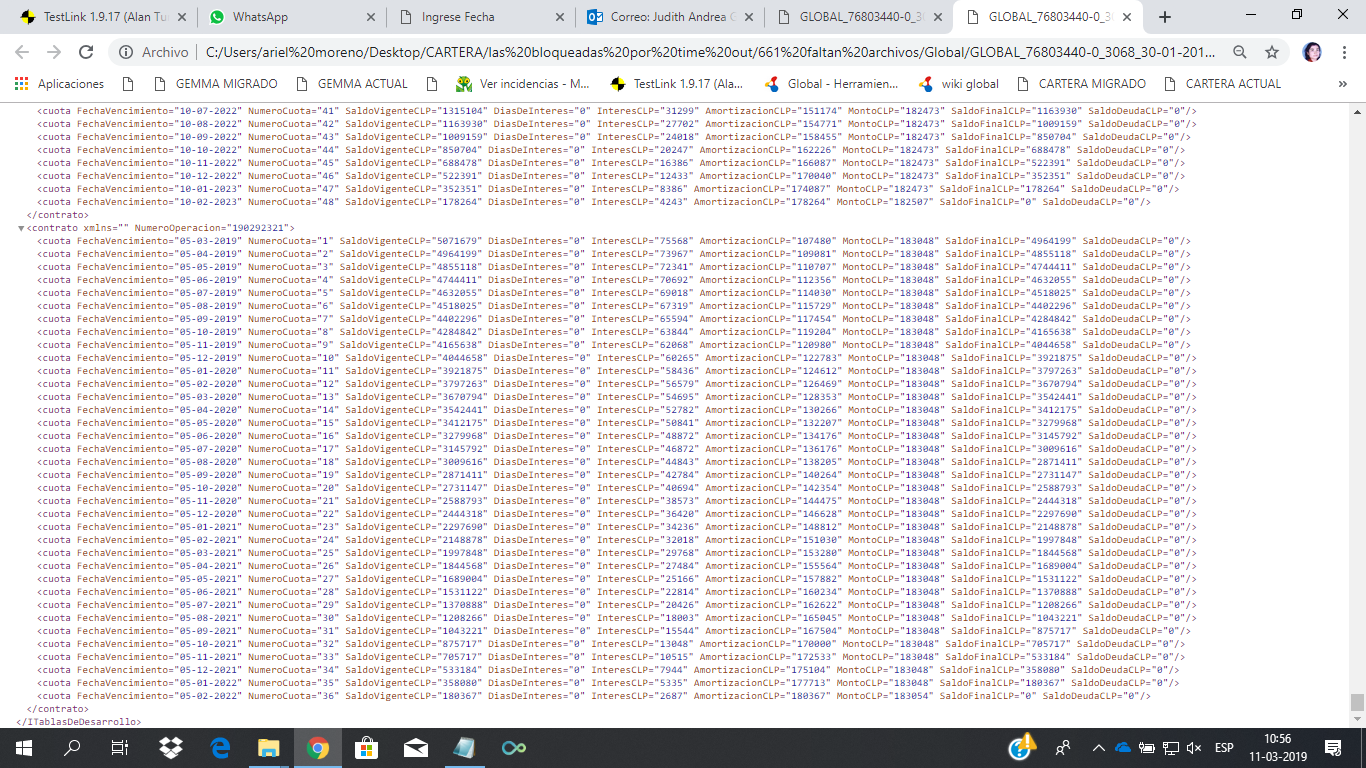 TestLink 1.9.17 (Alan Tu
WhatsApp
Ingrese Fecha
Correo: Judith Andrea G
GLOBAL_76803440-0_30
GLOBAL_76803440-0_30
Archivo
C:/Users/ariel%20moreno/Desktop/CARTERA/las%20bloqueadas%20por%20time%20out/661%20faltan%20archivos/Global/GLOBAL_76803440-0_3068_30-01-201...
Aplicaciones
GEMMA MIGRADO
GEMMA ACTUAL
Ver incidencias - M...
TestLink 1.9.17 (Ala...
Global - Herramien...
wiki global
CARTERA MIGRADO
CARTERA ACTUAL
»
<cuota FechaVencimiento="10-07-2022" NumeroCuota="41" SaldoVigenteCLP="1315104" DiasDeInteres="0" InteresCLP="31299" AmortizacionCLP="151174" MontoCLP="182473" SaldoFinalCLP="1163930" SaldoDeudaCLP="0"/>
<cuota FechaVencimiento="10-08-2022" NumeroCuota="42" SaldoVigenteCLP="1163930" DiasDeInteres="0" InteresCLP="27702" AmortizacionCLP="154771" MontoCLP="182473" SaldoFinalCLP="1009159" SaldoDeudaCLP="0"/>
<cuota FechaVencimiento="10-09-2022" NumeroCuota="43" SaldoVigenteCLP="1009159" DiasDeInteres="0" InteresCLP="24018" AmortizacionCLP="158455" MontoCLP="182473" SaldoFinalCLP="850704" SaldoDeudaCLP="0"/>
<cuota FechaVencimiento="10-10-2022" NumeroCuota="44" SaldoVigenteCLP="850704" DiasDeInteres="0" InteresCLP="20247" AmortizacionCLP="162226" MontoCLP="182473" SaldoFinalCLP="688478" SaldoDeudaCLP="0"/>
<cuota FechaVencimiento="10-11-2022" NumeroCuota="45" SaldoVigenteCLP="688478" DiasDeInteres="0" InteresCLP="16386" AmortizacionCLP="166087" MontoCLP="182473" SaldoFinalCLP="522391" SaldoDeudaCLP="0"/>
<cuota FechaVencimiento="10-12-2022" NumeroCuota="46" SaldoVigenteCLP="522391" DiasDeInteres="0" InteresCLP="12433" AmortizacionCLP="170040" MontoCLP="182473" SaldoFinalCLP="352351" SaldoDeudaCLP="0"/>
<cuota FechaVencimiento="10-01-2023" NumeroCuota="47" SaldoVigenteCLP="352351" DiasDeInteres="0" InteresCLP="8386" AmortizacionCLP="174087" MontoCLP="182473" SaldoFinalCLP="178264" SaldoDeudaCLP="0"/>
<cuota FechaVencimiento="10-02-2023" NumeroCuota="48" SaldoVigenteCLP="178264" DiasDeInteres="0" InteresCLP="4243" AmortizacionCLP="178264" MontoCLP="182507" SaldoFinalCLP="0" SaldoDeudaCLP="0"/>
</contrato>
<contrato xmlns="" NumeroOperacion="190292321">
<cuota FechaVencimiento="05-03-2019" NumeroCuota="1" SaldoVigenteCLP="5071679" DiasDeInteres="0" InteresCLP="75568" AmortizacionCLP="107480" MontoCLP="183048" SaldoFinalCLP="4964199" SaldoDeudaCLP="0"/>
<cuota FechaVencimiento="05-04-2019" NumeroCuota="2" SaldoVigenteCLP="4964199" DiasDeInteres="0" InteresCLP="73967" AmortizacionCLP="109081" MontoCLP="183048" SaldoFinalCLP="4855118" SaldoDeudaCLP="0"/>
<cuota FechaVencimiento="05-05-2019" NumeroCuota="3" SaldoVigenteCLP="4855118" DiasDeInteres="0" InteresCLP="72341" AmortizacionCLP="110707" MontoCLP="183048" SaldoFinalCLP="4744411" SaldoDeudaCLP="0"/>
<cuota FechaVencimiento="05-06-2019" NumeroCuota="4" SaldoVigenteCLP="4744411" DiasDeInteres="0" InteresCLP="70692" AmortizacionCLP="112356" MontoCLP="183048" SaldoFinalCLP="4632055" SaldoDeudaCLP="0"/>
<cuota FechaVencimiento="05-07-2019" NumeroCuota="5" SaldoVigenteCLP="4632055" DiasDeInteres="0" InteresCLP="69018" AmortizacionCLP="114030" MontoCLP="183048" SaldoFinalCLP="4518025" SaldoDeudaCLP="0"/>
<cuota FechaVencimiento="05-08-2019" NumeroCuota="6" SaldoVigenteCLP="4518025" DiasDeInteres="0" InteresCLP="67319" AmortizacionCLP="115729" MontoCLP="183048" SaldoFinalCLP="4402296" SaldoDeudaCLP="0"/>
<cuota FechaVencimiento="05-09-2019" NumeroCuota="7" SaldoVigenteCLP="4402296" DiasDeInteres="0" InteresCLP="65594" AmortizacionCLP="117454" MontoCLP="183048" SaldoFinalCLP="4284842" SaldoDeudaCLP="0"/>
<cuota FechaVencimiento="05-10-2019" NumeroCuota="8" SaldoVigenteCLP="4284842" DiasDeInteres="0" InteresCLP="63844" AmortizacionCLP="119204" MontoCLP="183048" SaldoFinalCLP="4165638" SaldoDeudaCLP="0"/>
<cuota FechaVencimiento="05-11-2019" NumeroCuota="9" SaldoVigenteCLP="4165638" DiasDeInteres="0" InteresCLP="62068" AmortizacionCLP="120980" MontoCLP="183048" SaldoFinalCLP="4044658" SaldoDeudaCLP="0"/>
<cuota FechaVencimiento="05-12-2019" NumeroCuota="10" SaldoVigenteCLP="4044658" DiasDeInteres="0" InteresCLP="60265" AmortizacionCLP="122783" MontoCLP="183048" SaldoFinalCLP="3921875" SaldoDeudaCLP="0"/>
<cuota FechaVencimiento="05-01-2020" NumeroCuota="11" SaldoVigenteCLP="3921875" DiasDeInteres="0" InteresCLP="58436" AmortizacionCLP="124612" MontoCLP="183048" SaldoFinalCLP="3797263" SaldoDeudaCLP="0"/>
<cuota FechaVencimiento="05-02-2020" NumeroCuota="12" SaldoVigenteCLP="3797263" DiasDeInteres="0" InteresCLP="56579" AmortizacionCLP="126469" MontoCLP="183048" SaldoFinalCLP="3670794" SaldoDeudaCLP="0"/>
<cuota FechaVencimiento="05-03-2020" NumeroCuota="13" SaldoVigenteCLP="3670794" DiasDeInteres="0" InteresCLP="54695" AmortizacionCLP="128353" MontoCLP="183048" SaldoFinalCLP="3542441" SaldoDeudaCLP="0"/>
<cuota FechaVencimiento="05-04-2020" NumeroCuota="14" SaldoVigenteCLP="3542441" DiasDeInteres="0" InteresCLP="52782" AmortizacionCLP="130266" MontoCLP="183048" SaldoFinalCLP="3412175" SaldoDeudaCLP="0"/>
<cuota FechaVencimiento="05-05-2020" NumeroCuota="15" SaldoVigenteCLP="3412175" DiasDeInteres="0" InteresCLP="50841" AmortizacionCLP="132207" MontoCLP="183048" SaldoFinalCLP="3279968" SaldoDeudaCLP="0"/>
<cuota FechaVencimiento="05-06-2020" NumeroCuota="16" SaldoVigenteCLP="3279968" DiasDeInteres="0" InteresCLP="48872" AmortizacionCLP="134176" MontoCLP="183048" SaldoFinalCLP="3145792" SaldoDeudaCLP="0"/>
<cuota FechaVencimiento="05-07-2020" NumeroCuota="17" SaldoVigenteCLP="3145792" DiasDeInteres="0" InteresCLP="46872" AmortizacionCLP="136176" MontoCLP="183048" SaldoFinalCLP="3009616" SaldoDeudaCLP="0"/>
<cuota FechaVencimiento="05-08-2020" NumeroCuota="18" SaldoVigenteCLP="3009616" DiasDeInteres="0" InteresCLP="44843" AmortizacionCLP="138205" MontoCLP="183048" SaldoFinalCLP="2871411" SaldoDeudaCLP="0"/>
<cuota FechaVencimiento="05-09-2020" NumeroCuota="19" SaldoVigenteCLP="2871411" DiasDeInteres="0" InteresCLP="42784" AmortizacionCLP="140264" MontoCLP="183048" SaldoFinalCLP="2731147" SaldoDeudaCLP="0"/>
<cuota FechaVencimiento="05-10-2020" NumeroCuota="20" SaldoVigenteCLP="2731147" DiasDeInteres="0" InteresCLP="40694" AmortizacionCLP="142354" MontoCLP="183048" SaldoFinalCLP="2588793" SaldoDeudaCLP="0"/>
<cuota FechaVencimiento="05-11-2020" NumeroCuota="21" SaldoVigenteCLP="2588793" DiasDeInteres="0" InteresCLP="38573" AmortizacionCLP="144475" MontoCLP="183048" SaldoFinalCLP="2444318" SaldoDeudaCLP="0"/>
<cuota FechaVencimiento="05-12-2020" NumeroCuota="22" SaldoVigenteCLP="2444318" DiasDeInteres="0" InteresCLP="36420" AmortizacionCLP="146628" MontoCLP="183048" SaldoFinalCLP="2297690" SaldoDeudaCLP="0"/>
<cuota FechaVencimiento="05-01-2021" NumeroCuota="23" SaldoVigenteCLP="2297690" DiasDeInteres="0" InteresCLP="34236" AmortizacionCLP="148812" MontoCLP="183048" SaldoFinalCLP="2148878" SaldoDeudaCLP="0"/>
<cuota FechaVencimiento="05-02-2021" NumeroCuota="24" SaldoVigenteCLP="2148878" DiasDeInteres="0" InteresCLP="32018" AmortizacionCLP="151030" MontoCLP="183048" SaldoFinalCLP="1997848" SaldoDeudaCLP="0"/>
<cuota FechaVencimiento="05-03-2021" NumeroCuota="25" SaldoVigenteCLP="1997848" DiasDeInteres="0" InteresCLP="29768" AmortizacionCLP="153280" MontoCLP="183048" SaldoFinalCLP="1844568" SaldoDeudaCLP="0"/>
<cuota FechaVencimiento="05-04-2021" NumeroCuota="26" SaldoVigenteCLP="1844568" DiasDeInteres="0" InteresCLP="27484" AmortizacionCLP="155564" MontoCLP="183048" SaldoFinalCLP="1689004" SaldoDeudaCLP="0"/>
<cuota FechaVencimiento="05-05-2021" NumeroCuota="27" SaldoVigenteCLP="1689004" DiasDeInteres="0" InteresCLP="25166" AmortizacionCLP="157882" MontoCLP="183048" SaldoFinalCLP="1531122" SaldoDeudaCLP="0"/>
<cuota FechaVencimiento="05-06-2021" NumeroCuota="28" SaldoVigenteCLP="1531122" DiasDeInteres="0" InteresCLP="22814" AmortizacionCLP="160234" MontoCLP="183048" SaldoFinalCLP="1370888" SaldoDeudaCLP="0"/>
<cuota FechaVencimiento="05-07-2021" NumeroCuota="29" SaldoVigenteCLP="1370888" DiasDeInteres="0" InteresCLP="20426" AmortizacionCLP="162622" MontoCLP="183048" SaldoFinalCLP="1208266" SaldoDeudaCLP="0"/>
<cuota FechaVencimiento="05-08-2021" NumeroCuota="30" SaldoVigenteCLP="1208266" DiasDeInteres="0" InteresCLP="18003" AmortizacionCLP="165045" MontoCLP="183048" SaldoFinalCLP="1043221" SaldoDeudaCLP="0"/>
<cuota FechaVencimiento="05-09-2021" NumeroCuota="31" SaldoVigenteCLP="1043221" DiasDeInteres="0" InteresCLP="15544" AmortizacionCLP="167504" MontoCLP="183048" SaldoFinalCLP="875717" SaldoDeudaCLP="0"/>
<cuota FechaVencimiento="05-10-2021" NumeroCuota="32" SaldoVigenteCLP="875717" DiasDeInteres="0" InteresCLP="13048" AmortizacionCLP="170000" MontoCLP="183048" SaldoFinalCLP="705717" SaldoDeudaCLP="0"/>
<cuota FechaVencimiento="05-11-2021" NumeroCuota="33" SaldoVigenteCLP="705717" DiasDeInteres="0" InteresCLP="10515" AmortizacionCLP="172533" MontoCLP="183048" SaldoFinalCLP="533184" SaldoDeudaCLP="0"/>
<cuota FechaVencimiento="05-12-2021" NumeroCuota="34" SaldoVigenteCLP="533184" DiasDeInteres="0" InteresCLP="7944" AmortizacionCLP="175104" MontoCLP="183048" SaldoFinalCLP="358080" SaldoDeudaCLP="0"/>
<cuota FechaVencimiento="05-01-2022" NumeroCuota="35" SaldoVigenteCLP="358080" DiasDeInteres="0" InteresCLP="5335" AmortizacionCLP="177713" MontoCLP="183048" SaldoFinalCLP="180367" SaldoDeudaCLP="0"/>
<cuota FechaVencimiento="05-02-2022" NumeroCuota="36" SaldoVigenteCLP="180367" DiasDeInteres="0" InteresCLP="2687" AmortizacionCLP="180367" MontoCLP="183054" SaldoFinalCLP="0" SaldoDeudaCLP="0"/>
</contrato>
</ITablasDeDesarrollo>
ESP
10:56
11-03-2019